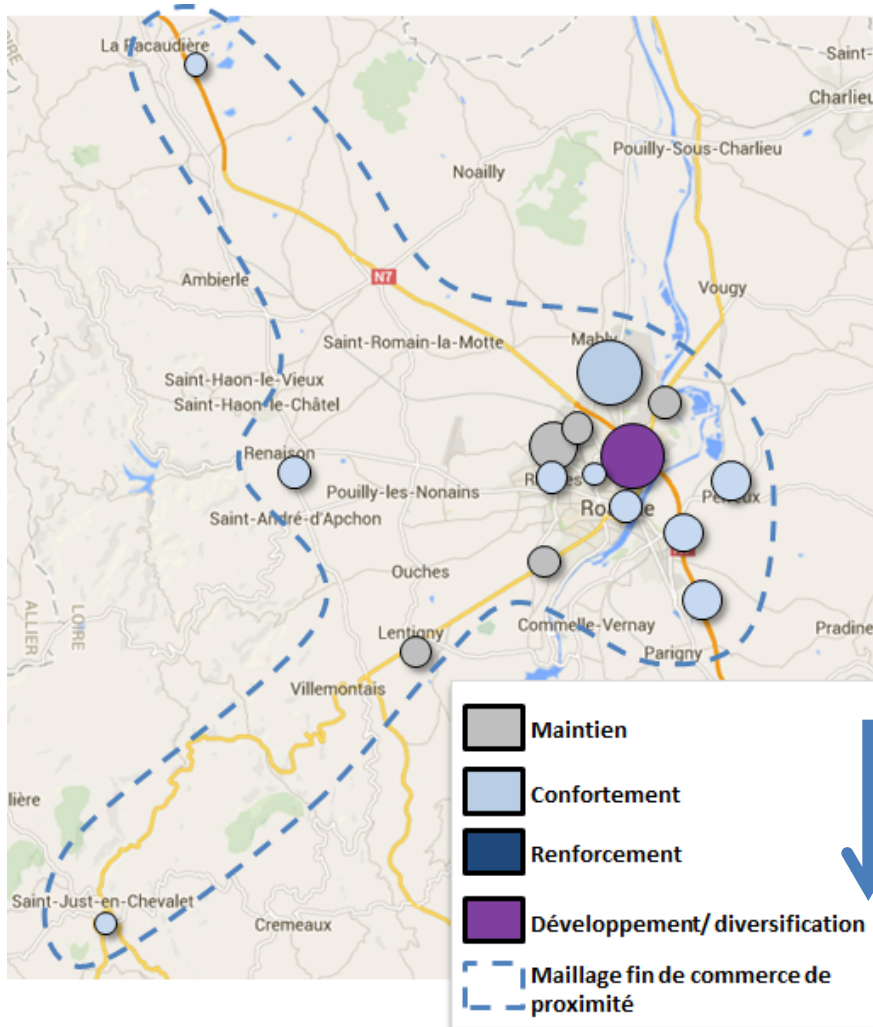 LOIRE
La Pacaudière
Saint-
Charlieu
Pouilly-Sous-Charlieu
Noailly
Ambierle
N7
Vougy
Saint-Romain-la-Motte
Mably
Saint-Haon-le-Vieux
Saint-Haon-le-Châtel
Renaison
Pouilly-les-Nonains
Saint-André-d'Apchon
Ouches
ALLIER
LOIRE
Lentigny
Commelle-Vernay
Pradine
Parigny
Villemontais
Maintien
Confortement
lière
Renforcement
Saint-Just-en-Chevalet
Cremeaux
Développement/ diversification
Maillage fin de commerce de
proximité